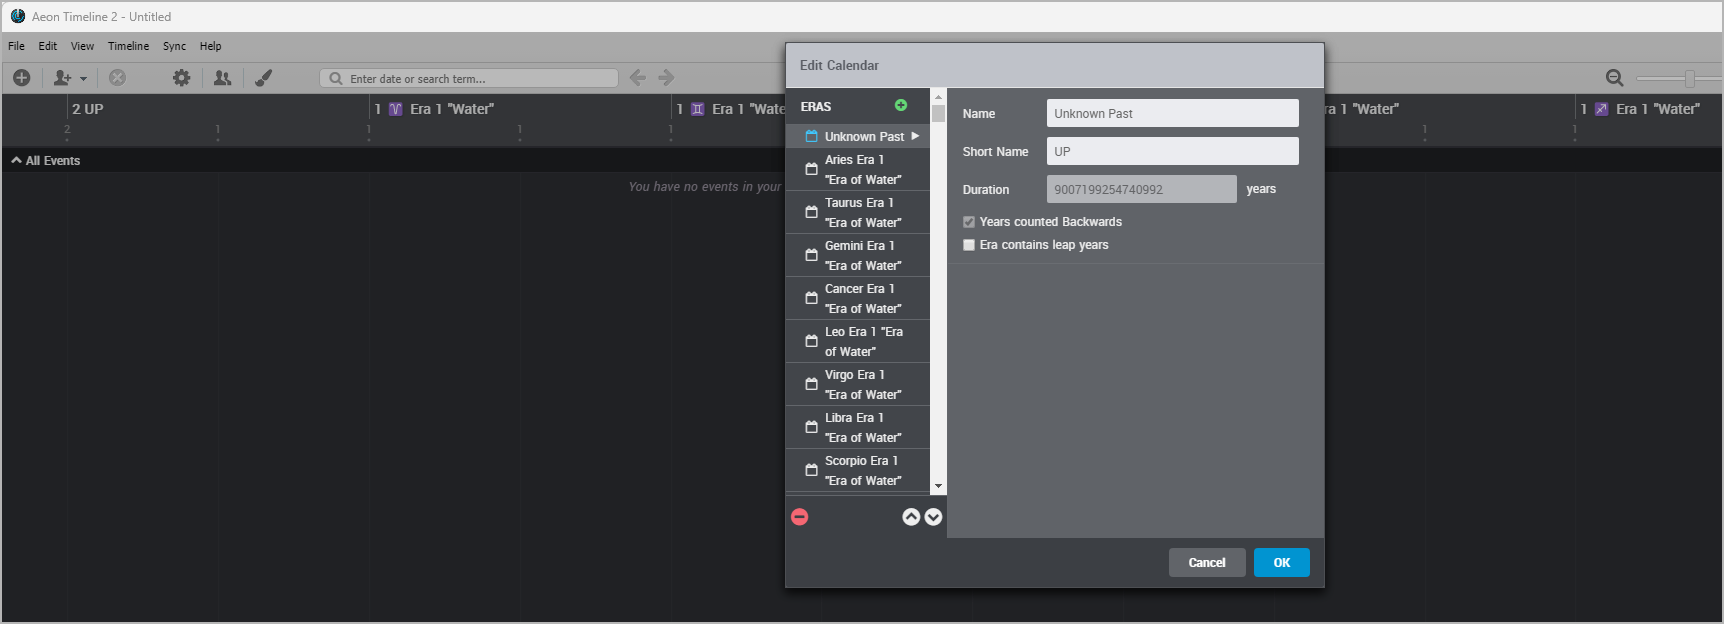 Aeon Timeline 2 - Untitled
File Edit View Timeline Sync Help
Enter date or search term...
2 UP
1 ♈ Era 1 "Water"
1 ♊ Era 1 "Wate
ra 1 "Water"
1 ♐ Era 1 "Water"
2 1 1 1 1 1 1
All Events
You have no events in your
Edit Calendar
ERAS
Unknown Past
Aries Era 1
"Era of Water"
Taurus Era 1
"Era of Water"
Gemini Era 1
"Era of Water"
Cancer Era 1
"Era of Water"
Leo Era 1 "Era
of Water"
Virgo Era 1
"Era of Water"
Libra Era 1
"Era of Water"
Scorpio Era 1
"Era of Water"
Name Unknown Past
Short Name UP
Duration 9007199254740992 years
Years counted Backwards
Era contains leap years
Cancel OK